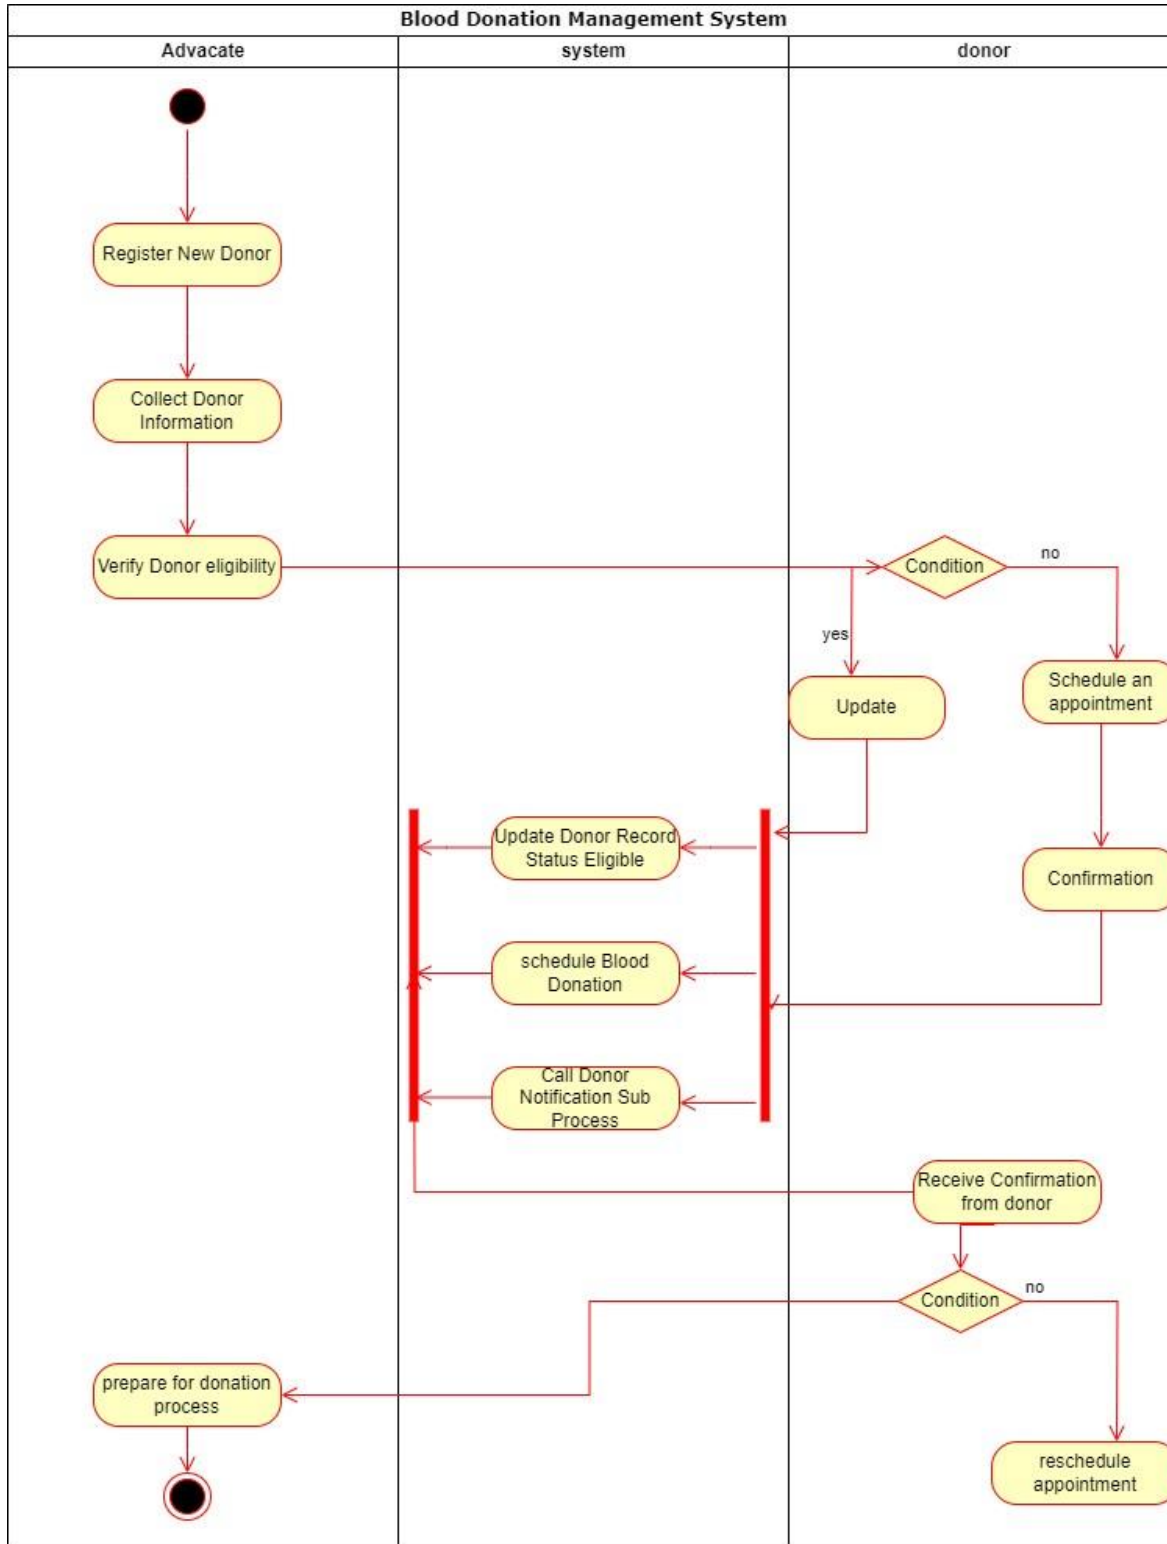 Blood Donation Management System
Advacate
system
donor
Register New Donor
Collect Donor
Information
Verify Donor eligibility
Condition
no
yes
Update
Schedule an
appointment
Update Donor Record
Status Eligible
Confirmation
schedule Blood
Donation
Call Donor
Notification Sub
Process
Receive Confirmation
from donor
Condition
no
prepare for donation
process
reschedule
appointment